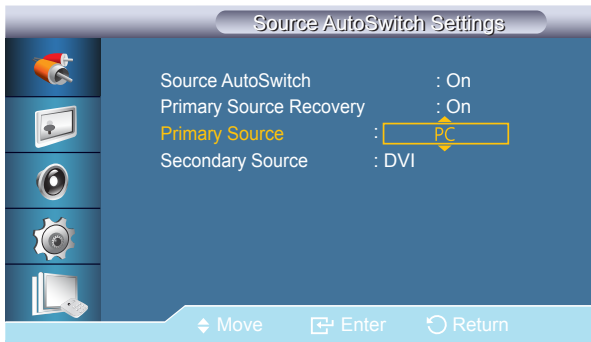 Source AutoSwitch Settings
Source AutoSwitch : On
Primary Source Recovery : On
Primary Source : PC
Secondary Source : DVI
Move Enter Return